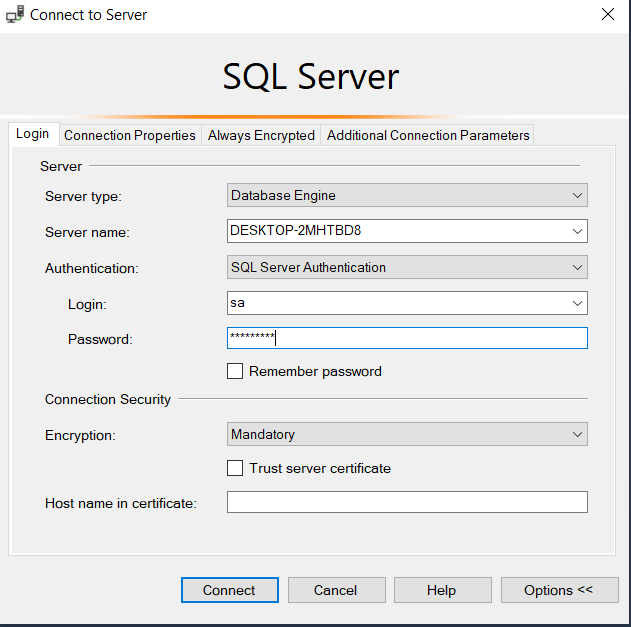 Connect to Server
SQL Server
Login Connection Properties Always Encrypted Additional Connection Parameters
Server
Server type: Database Engine
Server name: DESKTOP-2MHTBD8
Authentication: SQL Server Authentication
Login: sa
Password: *********
Remember password
Connection Security
Encryption: Mandatory
Trust server certificate
Host name in certificate:
Connect Cancel Help Options <<